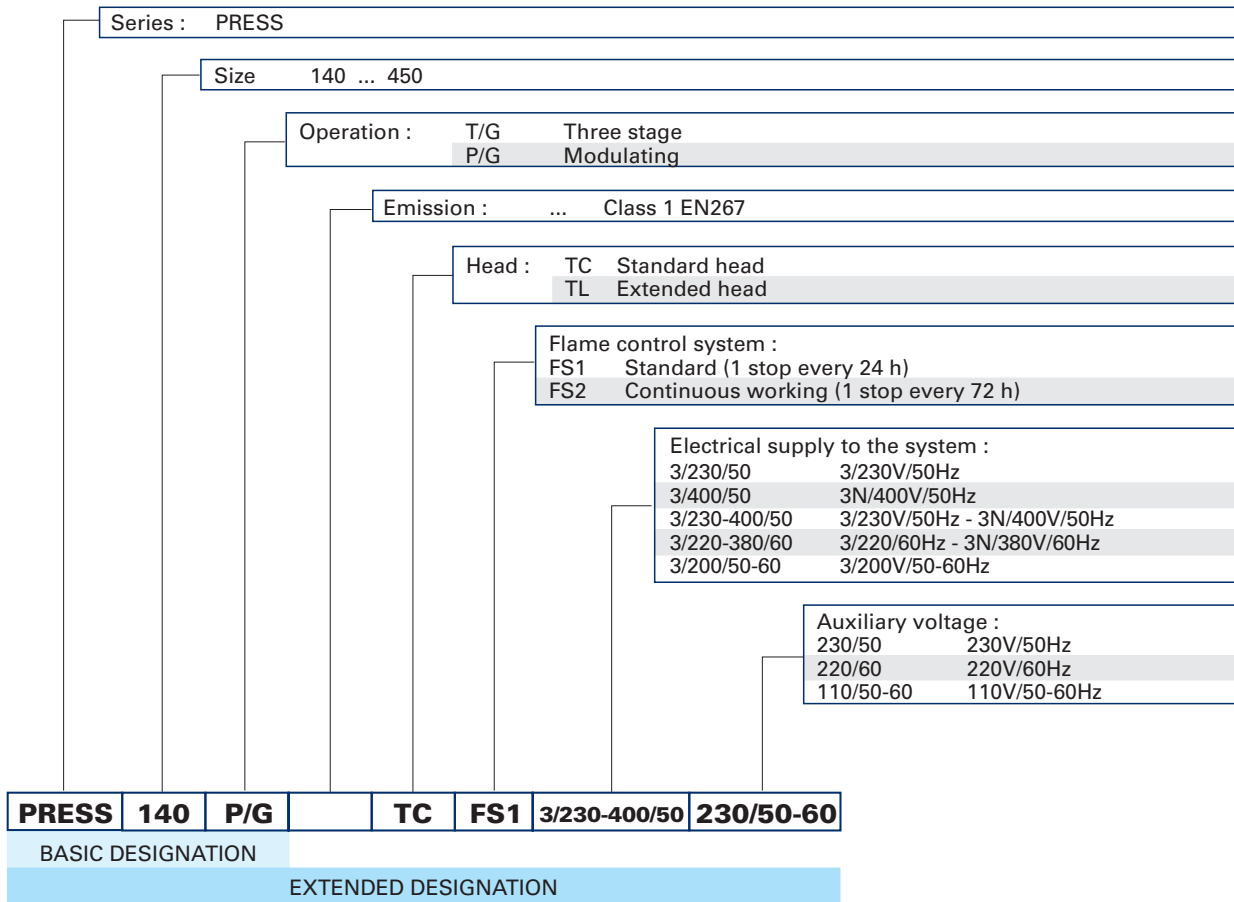 Series : PRESS
Size 140 ... 450
Operation : T/G Three stage
P/G Modulating
Emission : ... Class 1 EN267
Head : TC Standard head
TL Extended head
Flame control system :
FS1 Standard (1 stop every 24 h)
FS2 Continuous working (1 stop every 72 h)
Electrical supply to the system :
3/230/50 3/230V/50Hz
3/400/50 3N/400V/50Hz
3/230-400/50 3/230V/50Hz - 3N/400V/50Hz
3/220-380/60 3/220/60Hz - 3N/380V/60Hz
3/200/50-60 3/200V/50-60Hz
Auxiliary voltage :
230/50 230V/50Hz
220/60 220V/60Hz
110/50-60 110V/50-60Hz
PRESS 140 P/G TC FS1 3/230-400/50 230/50-60
BASIC DESIGNATION
EXTENDED DESIGNATION